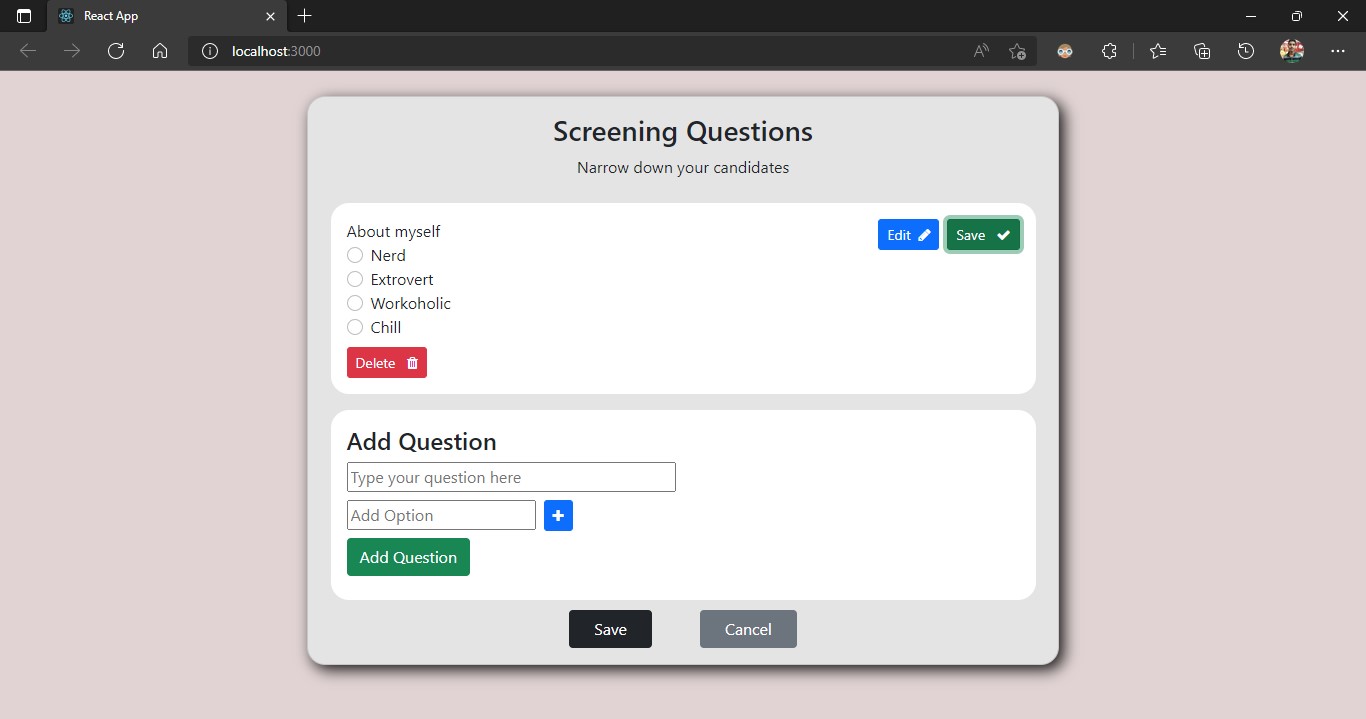 React App
localhost:3000
Screening Questions
Narrow down your candidates
About myself
Edit
Save
Nerd
Extrovert
Workoholic
Chill
Delete
Add Question
Type your question here
Add Option
Add Question
Save
Cancel